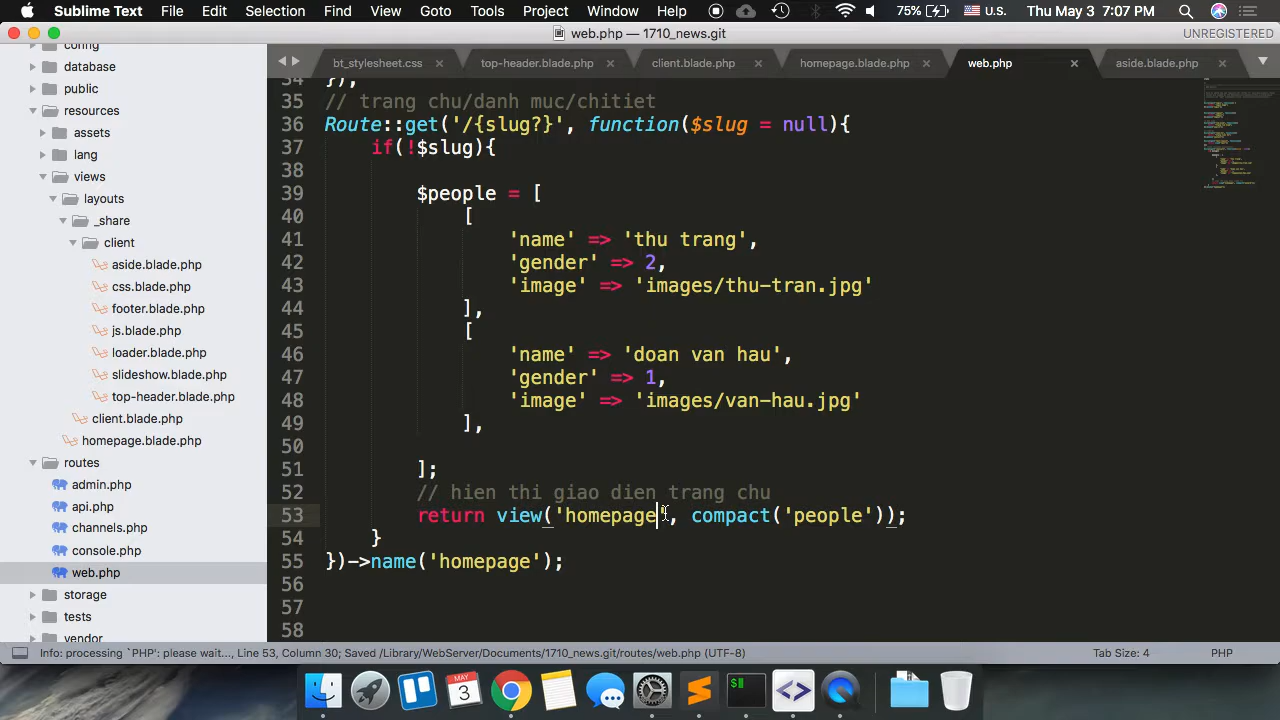 Sublime Text File Edit Selection Find View Goto Tools Project Window Help 75% U.S. Thu May 3 7:07 PM
web.php — 1710_news.git UNREGISTERED
bt_stylesheet.css × top-header.blade.php × client.blade.php × homepage.blade.php × web.php × aside.blade.php ×
config
database
public
resources
assets
lang
views
layouts
_share
client
aside.blade.php
css.blade.php
footer.blade.php
js.blade.php
loader.blade.php
slideshow.blade.php
top-header.blade.php
client.blade.php
homepage.blade.php
routes
admin.php
api.php
channels.php
console.php
web.php
storage
tests
vendor
34 });
35 // trang chu/danh muc/chitiet
36 Route::get('/{slug?}', function($slug = null){
37 if(!$slug){
38
39 $people = [
40 [
41 'name' => 'thu trang',
42 'gender' => 2,
43 'image' => 'images/thu-tran.jpg'
44 ],
45 [
46 'name' => 'doan van hau',
47 'gender' => 1,
48 'image' => 'images/van-hau.jpg'
49 ],
50
51 ];
52 // hien thi giao dien trang chu
53 return view('homepage', compact('people'));
54 }
55 })->name('homepage');
56
57
58
Info: processing `PHP': please wait..., Line 53, Column 30; Saved /Library/WebServer/Documents/1710_news.git/routes/web.php (UTF-8) Tab Size: 4 PHP
MAY
3